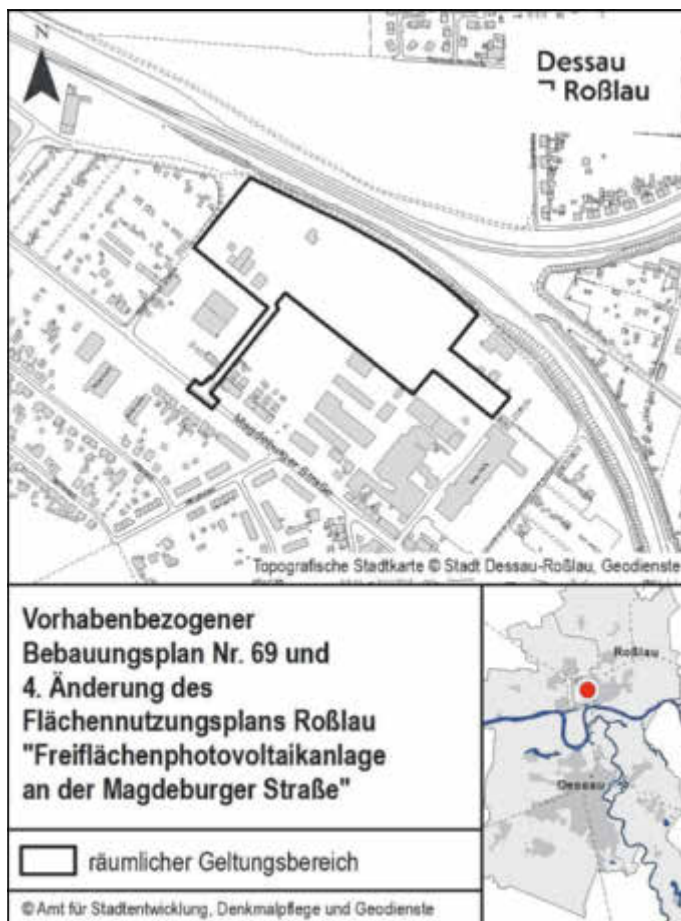 N
Dessau
Roßlau
Magdeburger Straße
Topografische Stadtkarte © Stadt Dessau-Roßlau, Geodienste
Vorhabenbezogener
Bebauungsplan Nr. 69 und
4. Änderung des
Flächennutzungsplans Roßlau
"Freiflächenphotovoltaikanlage
an der Magdeburger Straße"
räumlicher Geltungsbereich
© Amt für Stadtentwicklung, Denkmalpflege und Geodienste
Roßlau
Dessau